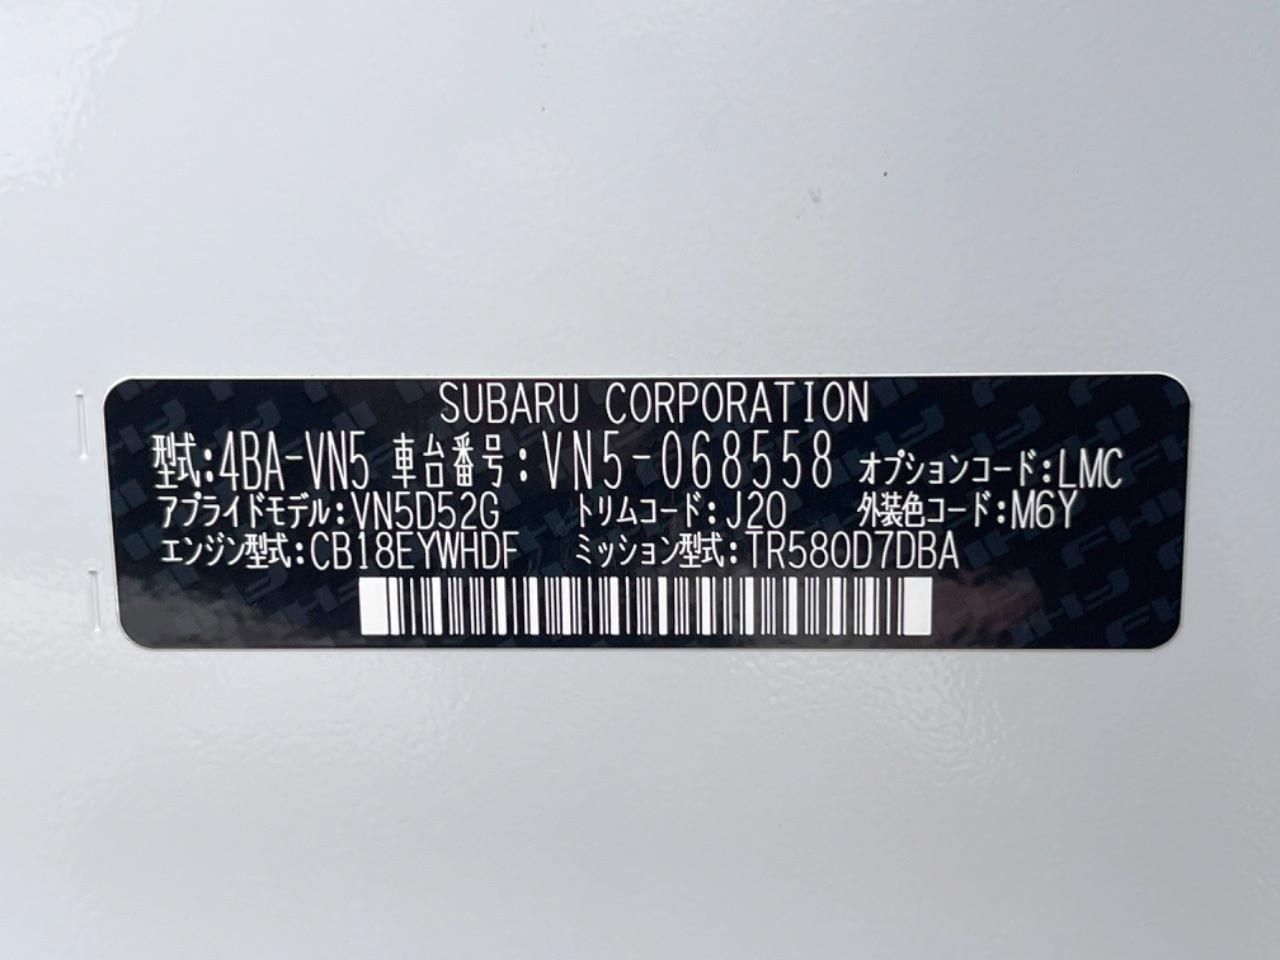 SUBARU CORPORATION
型式:4BA-VN5 車台番号:VN5-068558 オプションコード:LMC
アプライドモデル:VN5D52G トリムコード:J20 外装色コード:M6Y
エンジン型式:CB18EYWHDF ミッション型式:TR580D7DBA